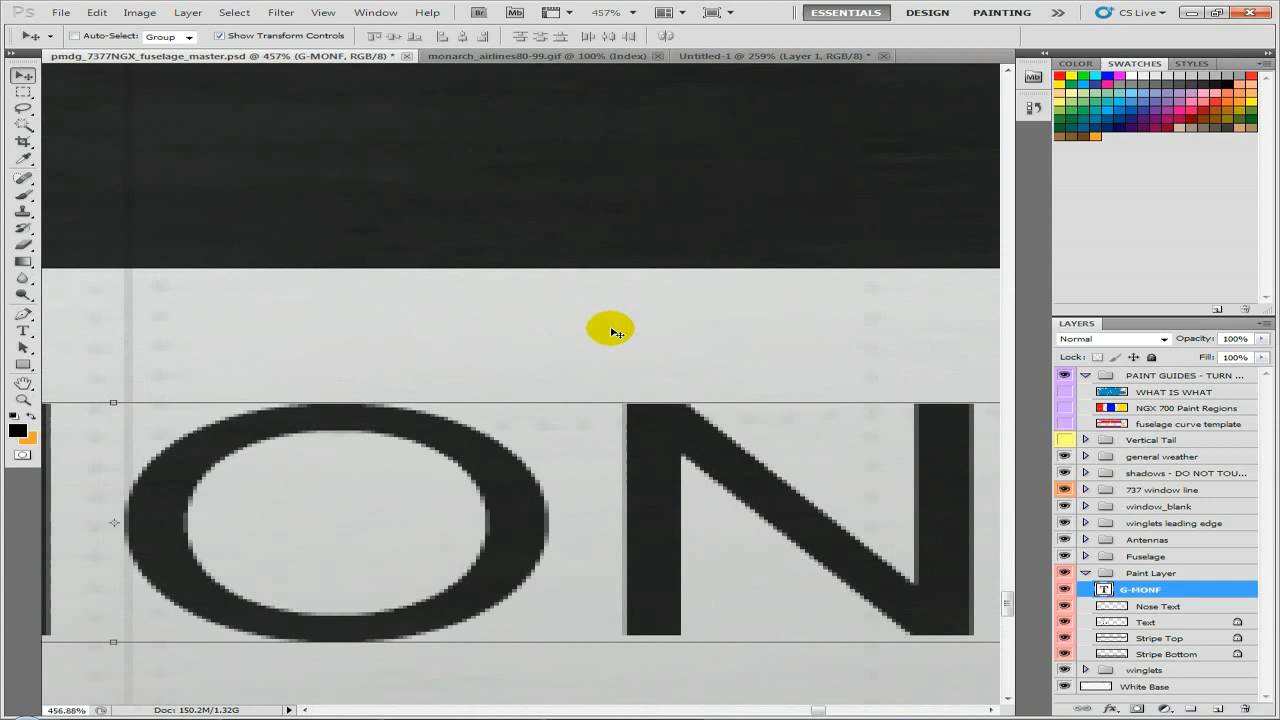 Ps File Edit Image Layer Select Filter Analysis View Window Help Br Mb 457% ESSENTIALS DESIGN PAINTING CS Live
Auto-Select: Group Show Transform Controls
pmdg_7377NGX_fuselage_master.psd @ 457% (G-MONF, RGB/8) * monarch_airlines80-99.gif @ 100% (Index) Untitled-1 @ 259% (Layer 1, RGB/8) *
COLOR SWATCHES STYLES
Mb
ON
LAYERS
Normal Opacity: 100%
Lock: Fill: 100%
PAINT GUIDES - TURN ...
WHAT IS WHAT
NGX 700 Paint Regions
fuselage curve template
Vertical Tail
general weather
shadows - DO NOT TOU...
737 window line
window_blank
winglets leading edge
Antennas
Fuselage
Paint Layer
T G-MONF
Nose Text
Text
Stripe Top
Stripe Bottom
winglets
White Base
456.88% Doc: 150.2M/1.32G